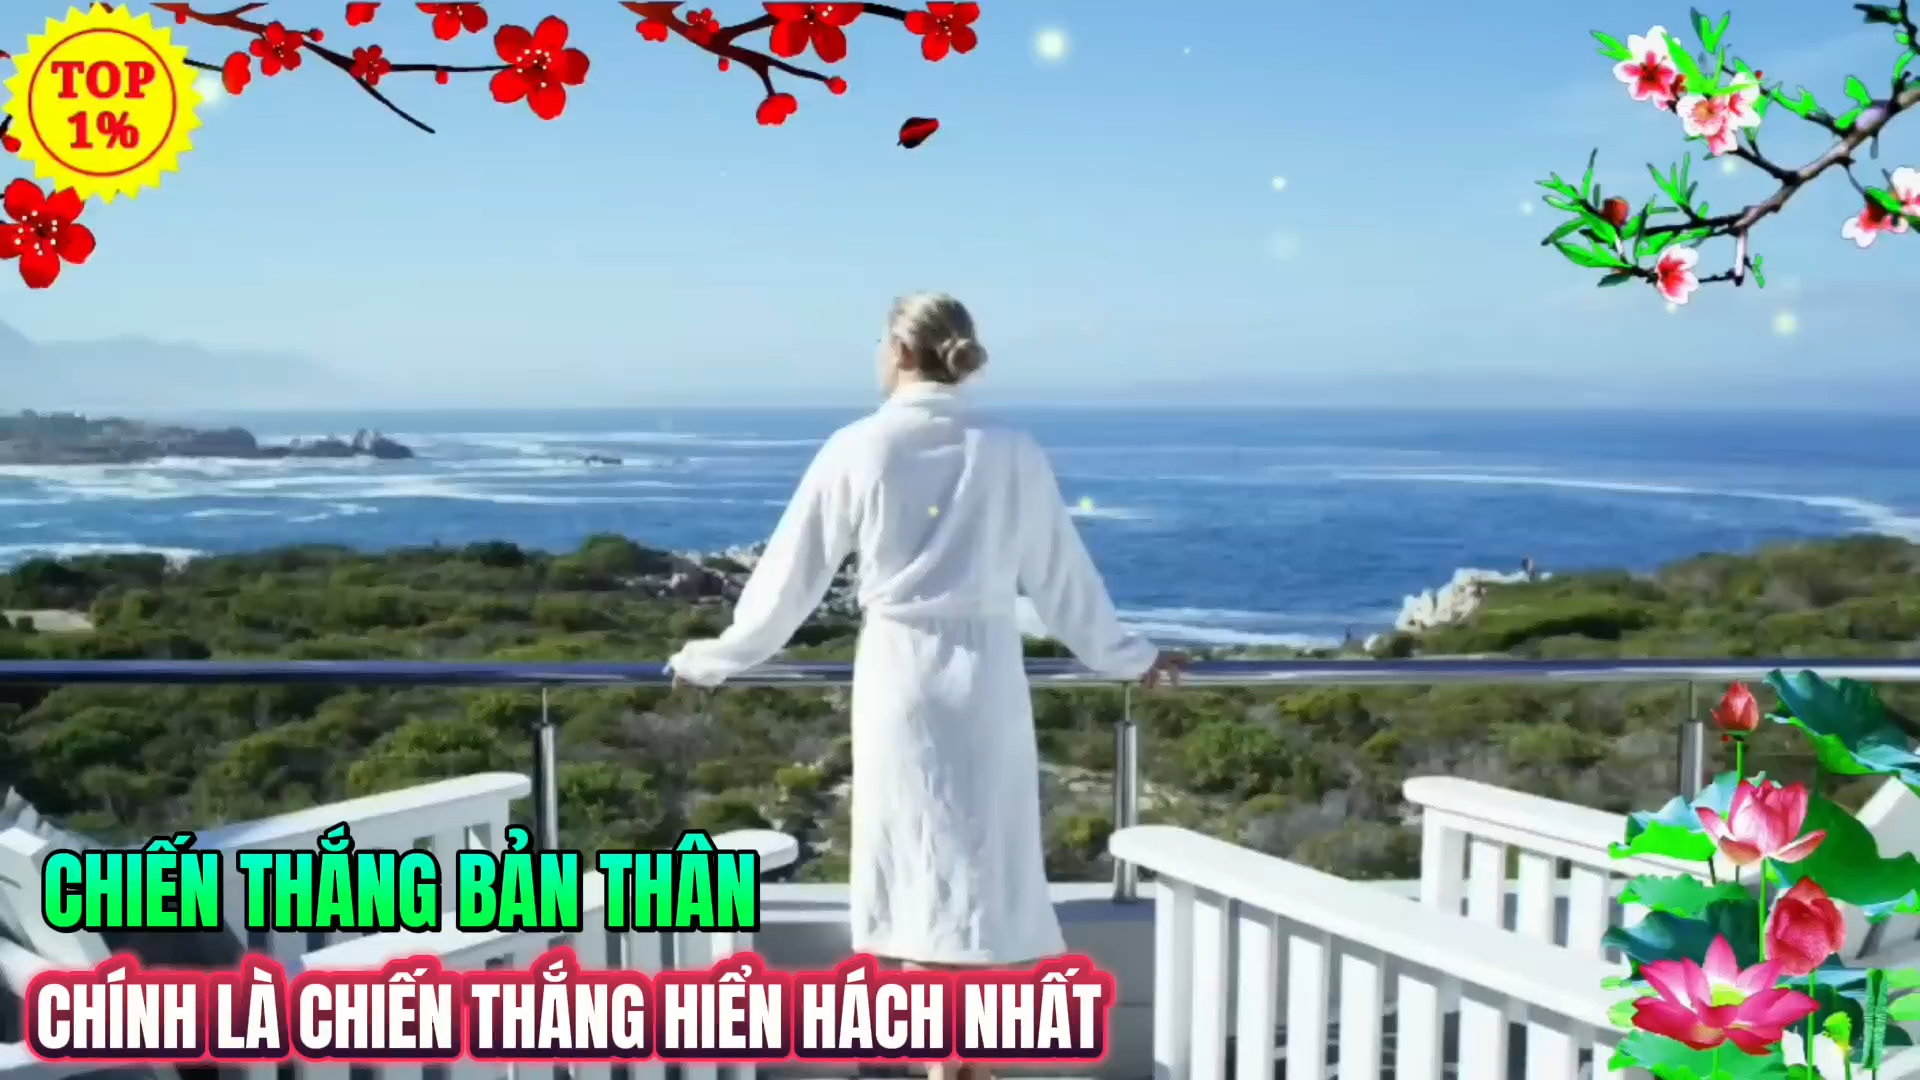 TOP
1%
CHIẾN THẮNG BẢN THÂN
CHÍNH LÀ CHIẾN THẮNG HIỂN HÁCH NHẤT